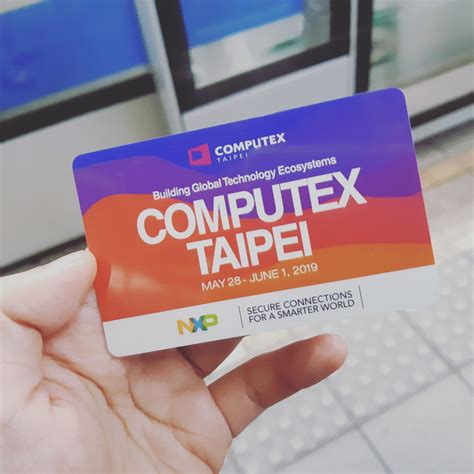 COMPUTEX
TAIPEI
Building Global Technology Ecosystems
COMPUTEX
TAIPEI
MAY 28 - JUNE 1, 2019
NXP
SECURE CONNECTIONS
FOR A SMARTER WORLD